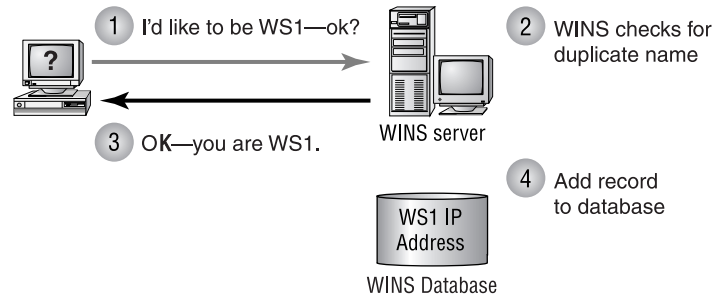 1 I'd like to be WS1—ok?
?
2 WINS checks for
duplicate name
WINS server
3 OK—you are WS1.
4 Add record
to database
WS1 IP
Address
WINS Database